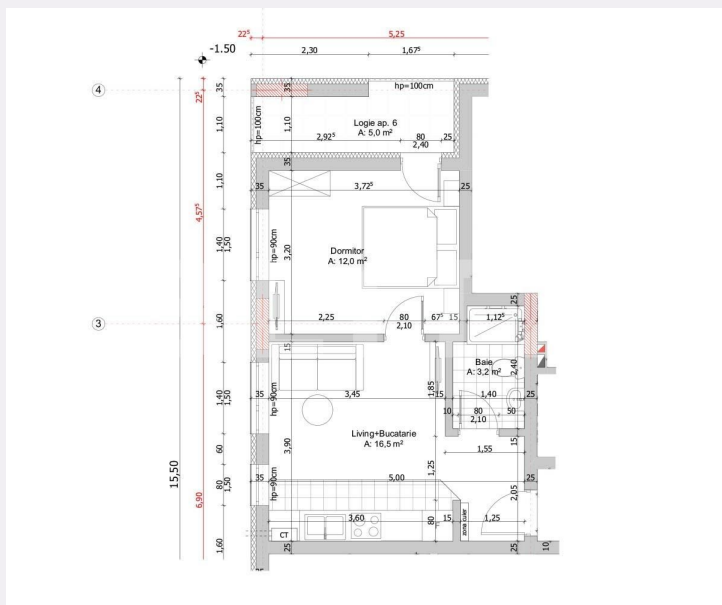 22⁵ 5,25
-1.50 2,30 1,67⁵
4
22⁵ 35 35 hp=100cm
1,10 hp=100cm 1,10 Logie ap. 6
A: 5,0 m²
2,92⁵ 80 25
2,40
35
1,10 35 3,72⁵ 25
4,57⁵
1,40 1,50 hp=90cm 3,20 Dormitor
A: 12,0 m²
25
3 1,60 2,25 80 67⁵ 15 1,12⁵
2,10
15
Baie
A: 3,2 m²
2,40
1,85
1,40 1,50 35 hp=90cm 3,45 15 1,40 25
10 80 50
2,10
3,90 Living+Bucatarie
A: 16,5 m²
15
60 1,55
15,50 6,90 1,25
80 1,50 35 hp=90cm 5,00 25
2,05
3,60 15 1,25
80 zona cuier
CT
1,60 25 25 10